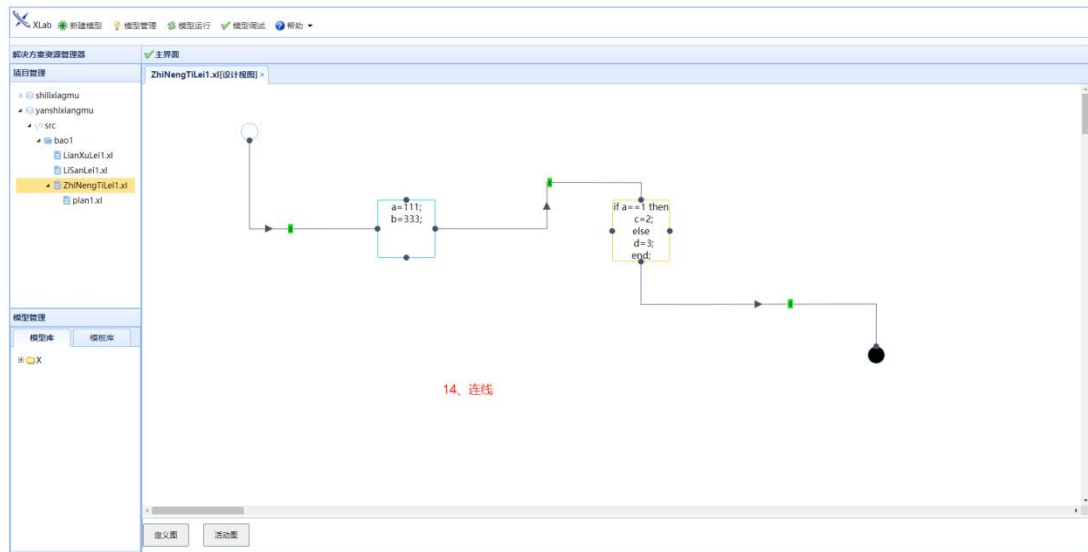 XLab 新建模型 模型管理 模型运行 模型调试 帮助
解决方案资源管理器
主界面
项目管理
ZhiNengTiLei1.xl[设计视图] ×
shilixiagmu
yanshixiangmu
src
bao1
LianXuLei1.xl
LiSanLei1.xl
ZhiNengTiLei1.xl
plan1.xl
a=111;
b=333;
x
if a==1 then
c=2;
else
d=3;
end;
模型管理
模型库 模板库
X
14、连线
定义图 活动图